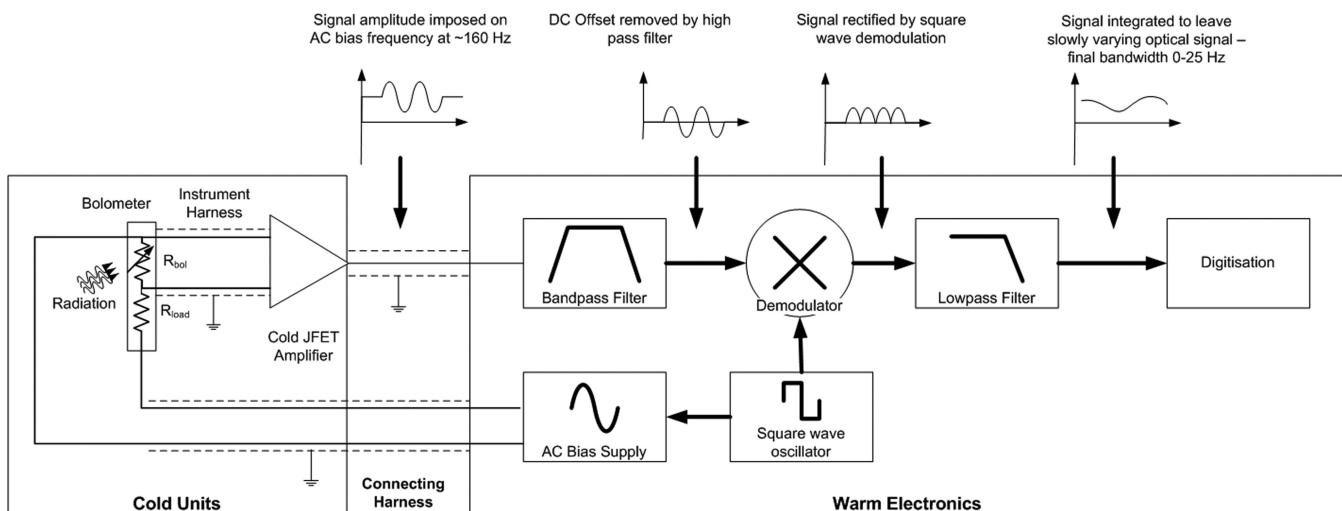 Signal amplitude imposed on
AC bias frequency at ~160 Hz
DC Offset removed by high
pass filter
Signal rectified by square
wave demodulation
Signal integrated to leave
slowly varying optical signal –
final bandwidth 0-25 Hz
Bolometer
Instrument
Harness
Rbol
Radiation
Rload
Cold JFET
Amplifier
Bandpass Filter
Demodulator
Lowpass Filter
Digitisation
AC Bias Supply
Square wave
oscillator
Cold Units
Connecting
Harness
Warm Electronics